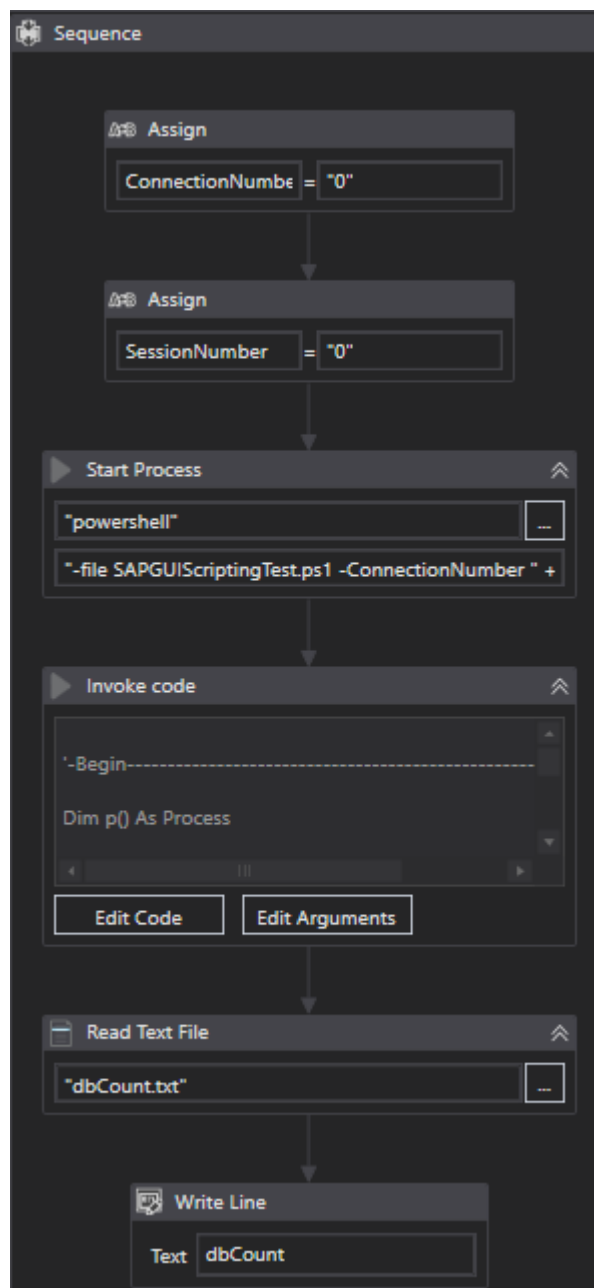 Sequence
Assign
ConnectionNumbe = "0"
Assign
SessionNumber = "0"
Start Process
"powershell" ...
"-file SAPGUIScriptingTest.ps1 -ConnectionNumber " +
Invoke code
'-Begin---------------------------------------------------
Dim p() As Process
Edit Code Edit Arguments
Read Text File
"dbCount.txt" ...
Write Line
Text dbCount